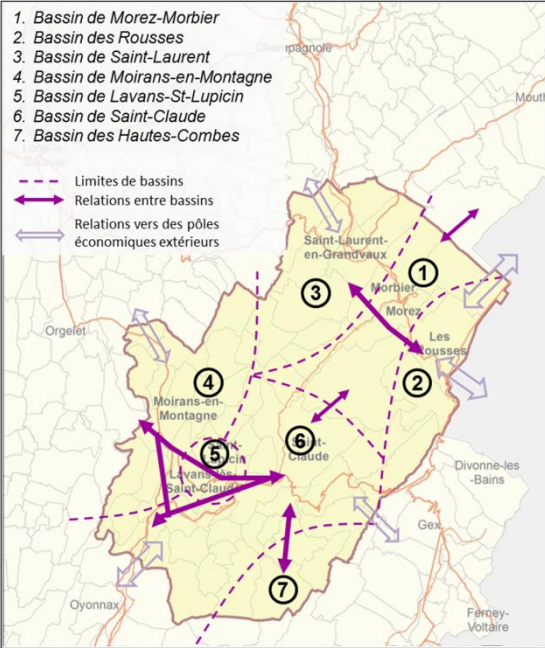 1. Bassin de Morez-Morbier
2. Bassin des Rousses
3. Bassin de Saint-Laurent
4. Bassin de Moirans-en-Montagne
5. Bassin de Lavans-St-Lupicin
6. Bassin de Saint-Claude
7. Bassin des Hautes-Combes
Limites de bassins
Relations entre bassins
Relations vers des pôles
économiques extérieurs
Saint-Laurent-
en-Grandvaux
1
Morbier
3
Morez
Orgelet
Les
Rousses
4
2
Moirans-en-
Montagne
6
5
Claude
Saint-Claude
Divonne-les
-Bains
Gex
7
Oyonnax
Ferney-
Voltaire